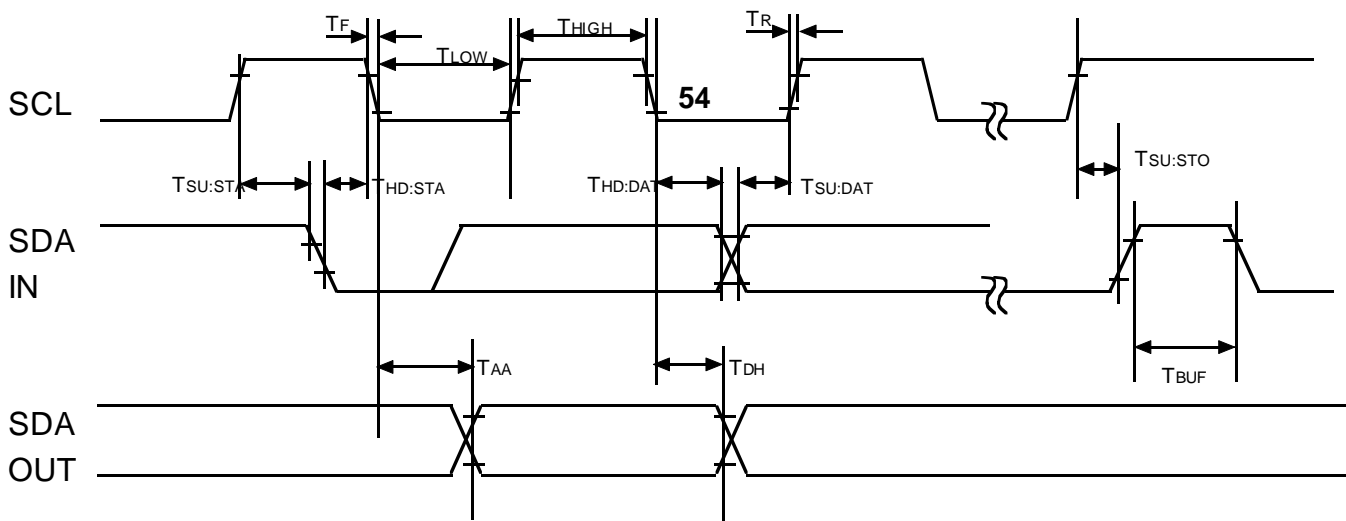 TF
THIGH
TR
TLOW
SCL
54
TSU:STO
TSU:STA
THD:STA
THD:DAT
TSU:DAT
SDA
IN
TAA
TDH
TBUF
SDA
OUT